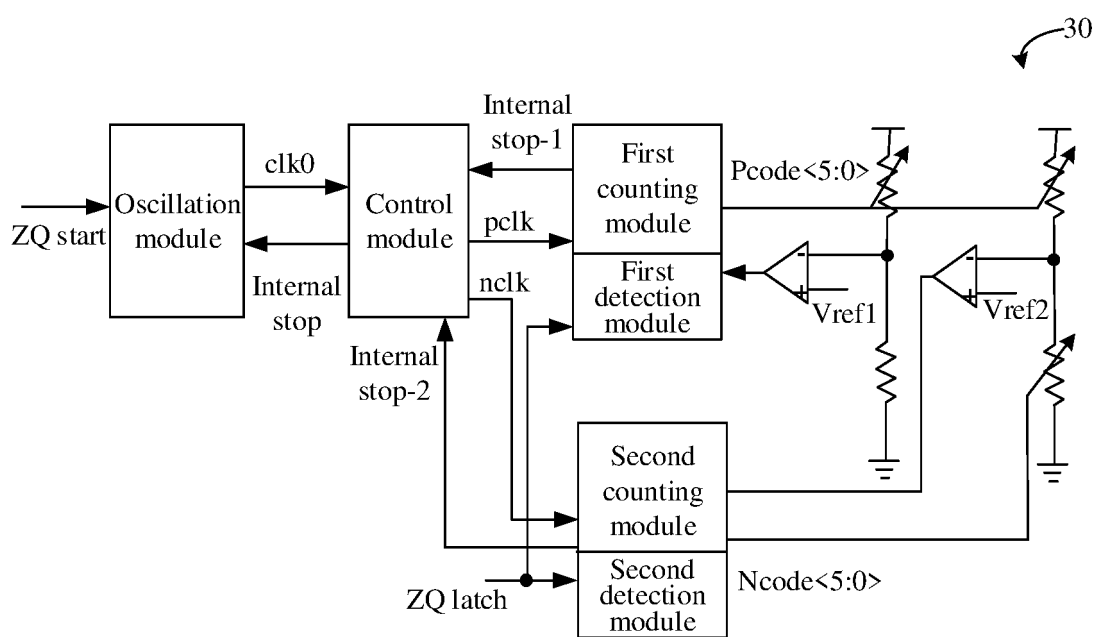 30
Internal
stop-1
First
counting
module
Pcode<5:0>
clk0
Oscillation
module
Control
module
ZQ start
pclk
Internal
stop
nclk
First
detection
module
-
+
Vref1
-
+
Vref2
Internal
stop-2
Second
counting
module
ZQ latch
Second
detection
module
Ncode<5:0>